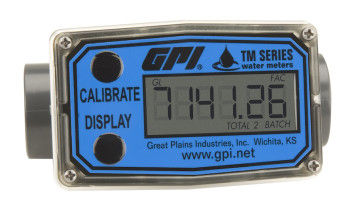 GPI®
TM SERIES
water meters
CALIBRATE
DISPLAY
GL FAC
7141.26
TOTAL 2 BATCH
Great Plains Industries, Inc. Wichita, KS
www.gpi.net